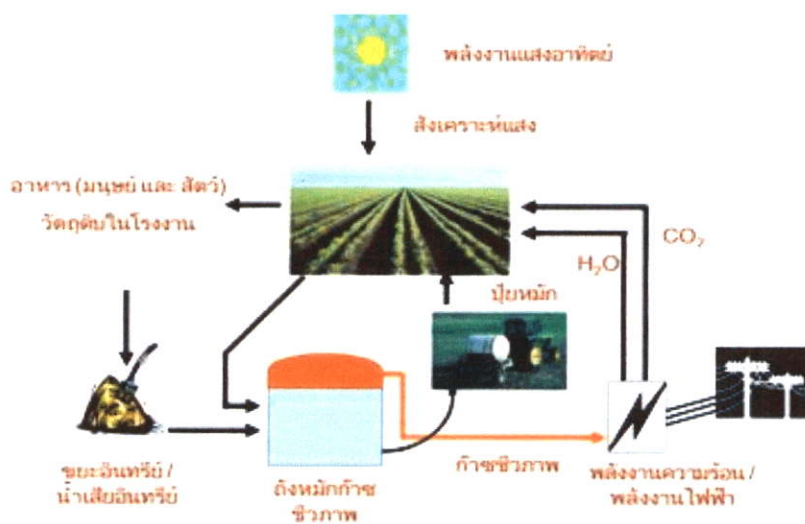 พลังงานแสงอาทิตย์
สังเคราะห์แสง
อาหาร (มนุษย์ และ สัตว์)
วัตถุดิบในโรงงาน
CO₂
H₂O
ปุ๋ยหมัก
ขยะอินทรีย์ /
น้ำเสียอินทรีย์
ถังหมักก๊าซ
ชีวภาพ
ก๊าซชีวภาพ
พลังงานความร้อน /
พลังงานไฟฟ้า